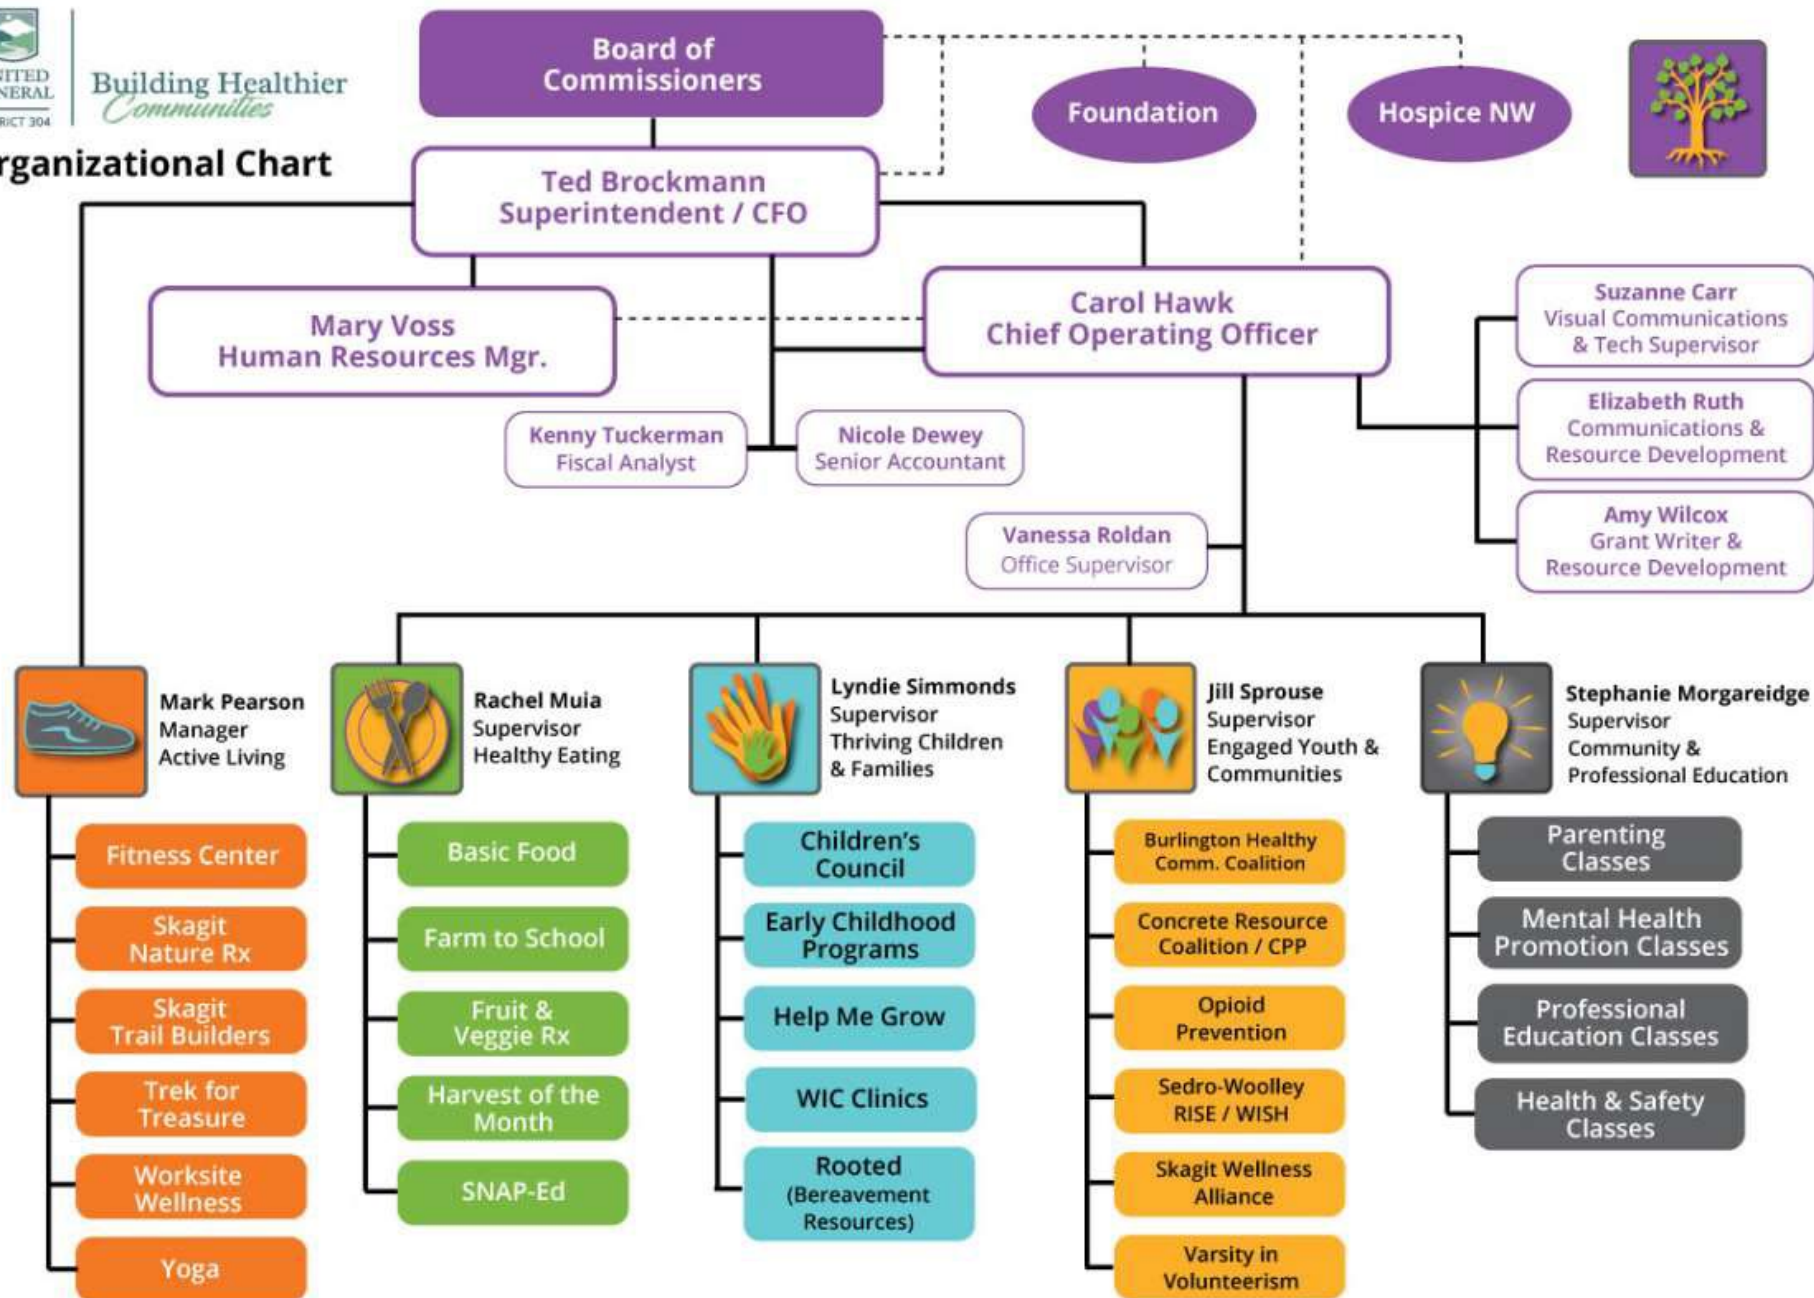 Building Healthier
Communities
304
Organizational Chart
Board of
Commissioners
Foundation
Hospice NW
Ted Brockmann
Superintendent / CFO
Mary Voss
Human Resources Mgr.
Carol Hawk
Chief Operating Officer
Suzanne Carr
Visual Communications
& Tech Supervisor
Elizabeth Ruth
Communications &
Resource Development
Amy Wilcox
Grant Writer &
Resource Development
Kenny Tuckerman
Fiscal Analyst
Nicole Dewey
Senior Accountant
Vanessa Roldan
Office Supervisor
Mark Pearson
Manager
Active Living
Fitness Center
Skagit
Nature Rx
Skagit
Trail Builders
Trek for
Treasure
Worksite
Wellness
Yoga
Rachel Muia
Supervisor
Healthy Eating
Basic Food
Farm to School
Fruit &
Veggie Rx
Harvest of the
Month
SNAP-Ed
Lyndie Simmonds
Supervisor
Thriving Children
& Families
Children's
Council
Early Childhood
Programs
Help Me Grow
WIC Clinics
Rooted
(Bereavement
Resources)
Jill Sprouse
Supervisor
Engaged Youth &
Communities
Burlington Healthy
Comm. Coalition
Concrete Resource
Coalition / CPP
Opioid
Prevention
Sedro-Woolley
RISE / WISH
Skagit Wellness
Alliance
Varsity in
Volunteerism
Stephanie Morgareidge
Supervisor
Community &
Professional Education
Parenting
Classes
Mental Health
Promotion Classes
Professional
Education Classes
Health & Safety
Classes